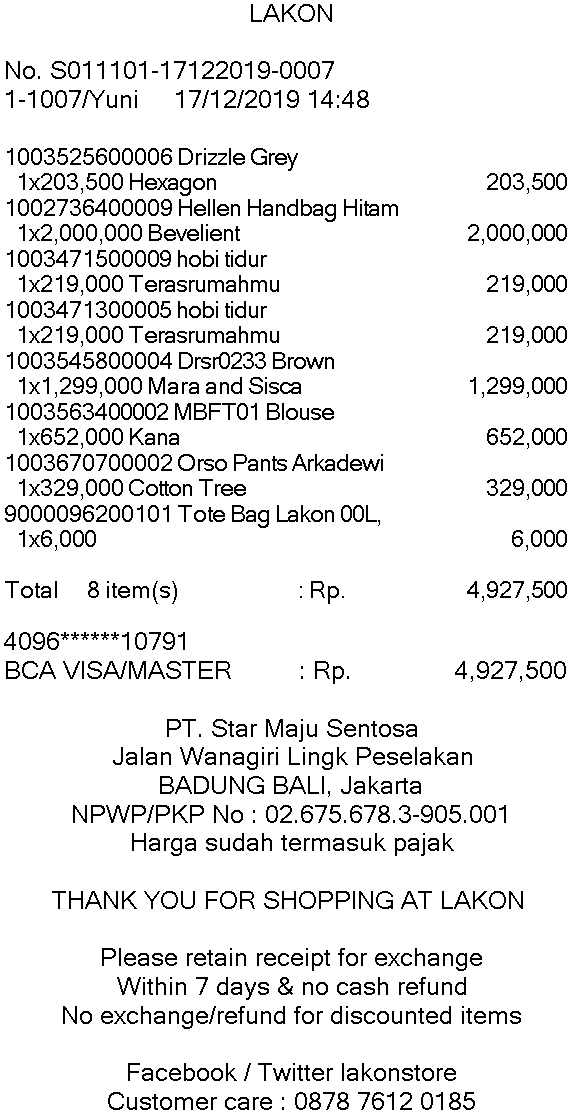 LAKON
No. S011101-17122019-0007
1-1007/Yuni 17/12/2019 14:48
1003525600006 Drizzle Grey
1x203,500 Hexagon 203,500
1002736400009 Hellen Handbag Hitam
1x2,000,000 Bevelient 2,000,000
1003471500009 hobi tidur
1x219,000 Terasrumahmu 219,000
1003471300005 hobi tidur
1x219,000 Terasrumahmu 219,000
1003545800004 Drsr0233 Brown
1x1,299,000 Mara and Sisca 1,299,000
1003563400002 MBFT01 Blouse
1x652,000 Kana 652,000
1003670700002 Orso Pants Arkadewi
1x329,000 Cotton Tree 329,000
9000096200101 Tote Bag Lakon 00L,
1x6,000 6,000
Total 8 item(s) : Rp. 4,927,500
4096******10791
BCA VISA/MASTER : Rp. 4,927,500
PT. Star Maju Sentosa
Jalan Wanagiri Lingk Peselakan
BADUNG BALI, Jakarta
NPWP/PKP No : 02.675.678.3-905.001
Harga sudah termasuk pajak
THANK YOU FOR SHOPPING AT LAKON
Please retain receipt for exchange
Within 7 days & no cash refund
No exchange/refund for discounted items
Facebook / Twitter lakonstore
Customer care : 0878 7612 0185